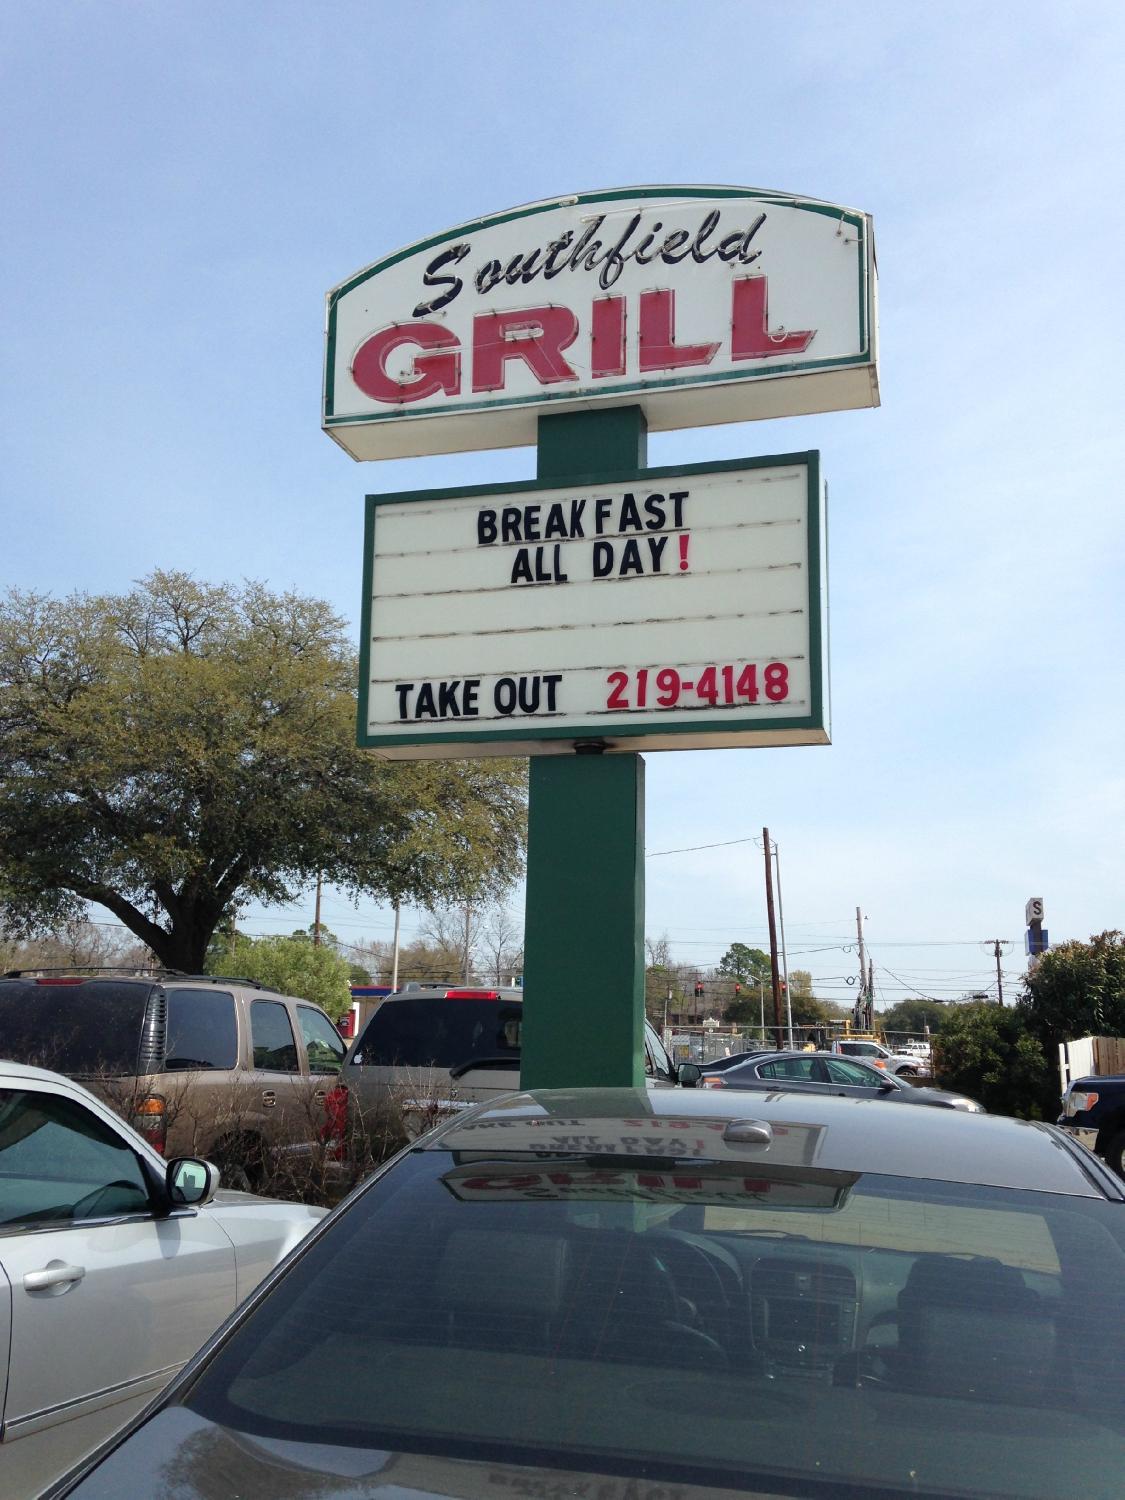 Southfield
GRILL
BREAKFAST
ALL DAY!
TAKE OUT 219-4148
S